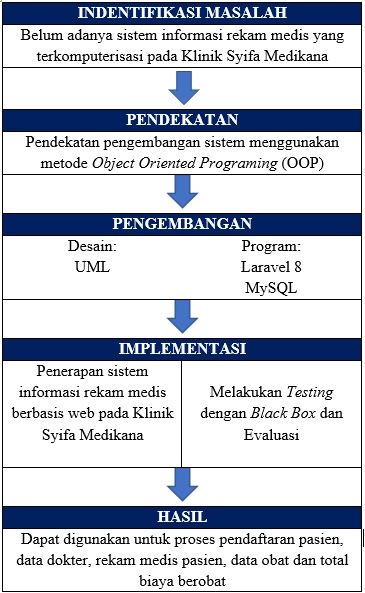 INDENTIFIKASI MASALAH
Belum adanya sistem informasi rekam medis yang
terkomputerisasi pada Klinik Syifa Medikana
PENDEKATAN
Pendekatan pengembangan sistem menggunakan
metode Object Oriented Programing (OOP)
PENGEMBANGAN
Desain:
UML
Program:
Laravel 8
MySQL
IMPLEMENTASI
Penerapan sistem
informasi rekam medis
berbasis web pada Klinik
Syifa Medikana
Melakukan Testing
dengan Black Box dan
Evaluasi
HASIL
Dapat digunakan untuk proses pendaftaran pasien,
data dokter, rekam medis pasien, data obat dan total
biaya berobat